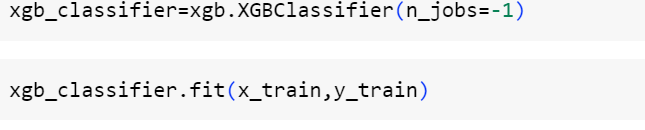 xgb_classifier=xgb.XGBClassifier(n_jobs=-1)
xgb_classifier.fit(x_train,y_train)